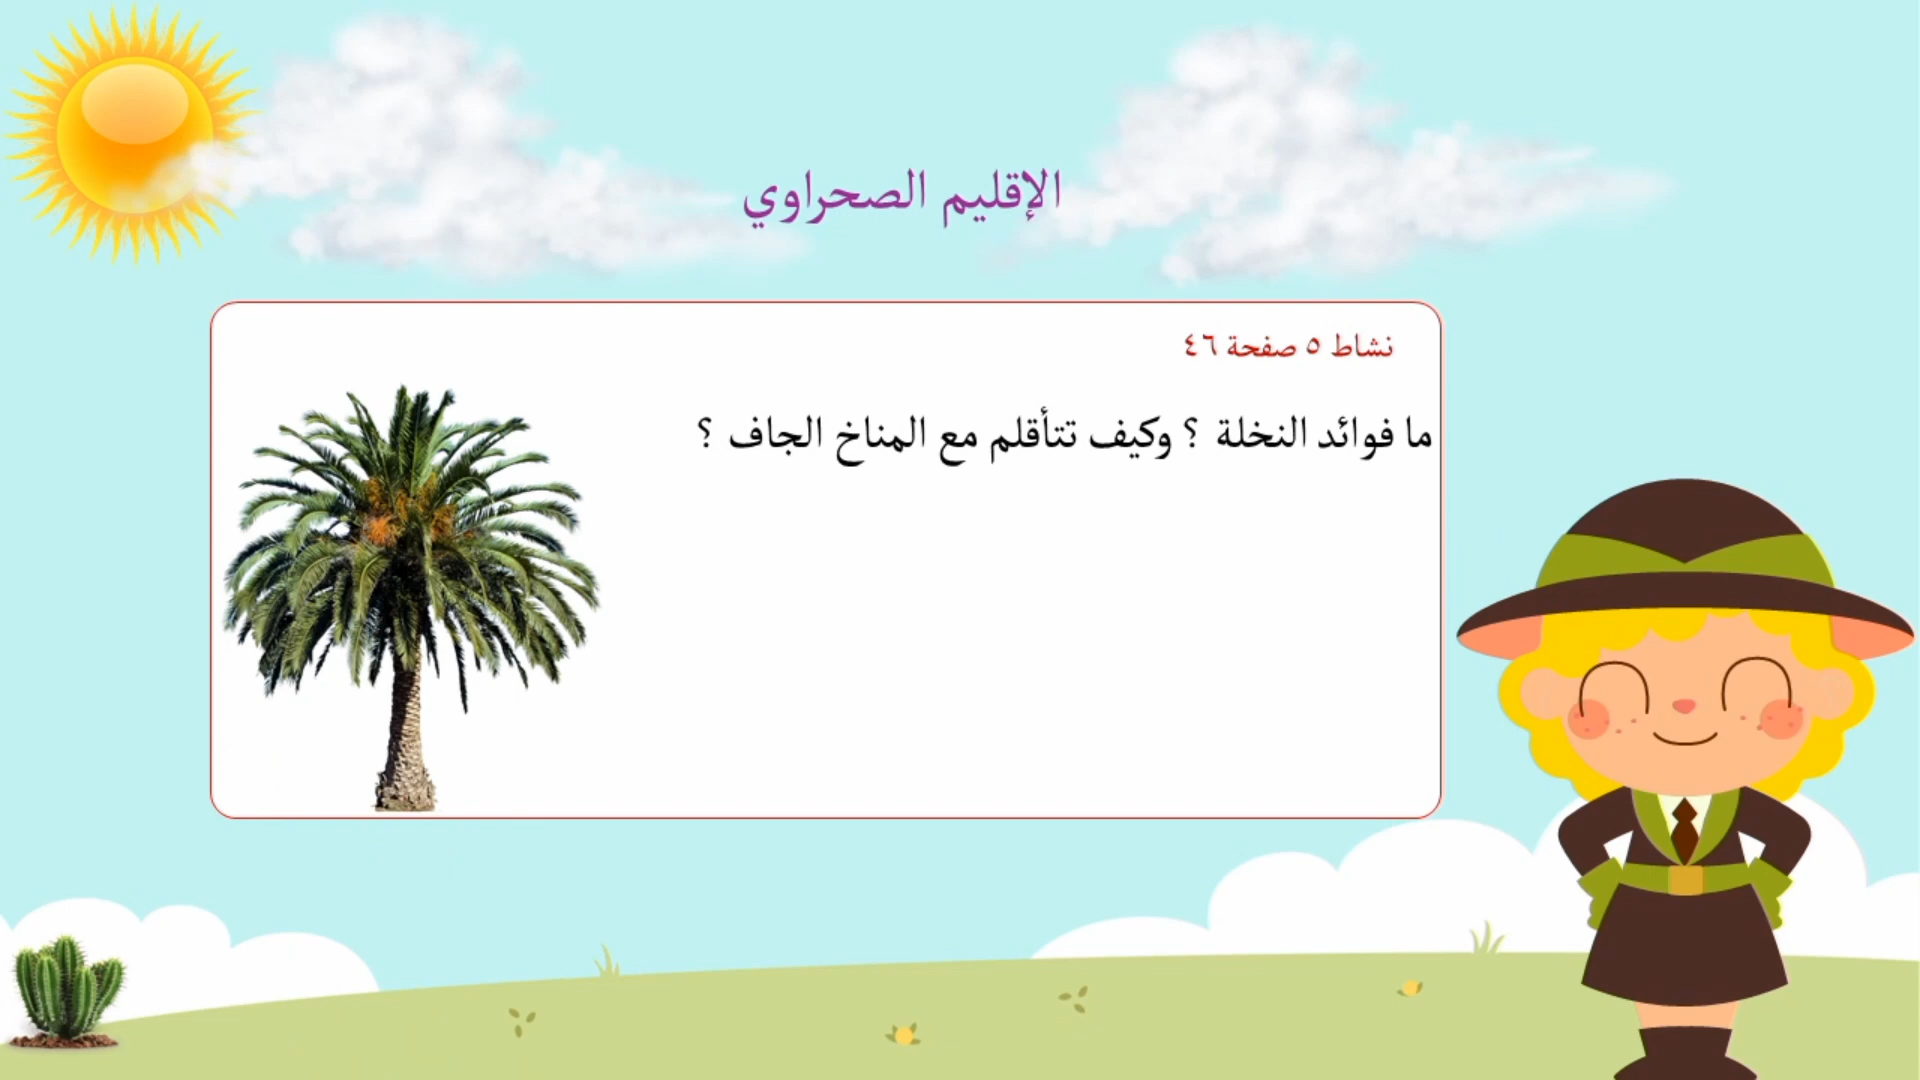 الإقليم الصحراوي
نشاط ٥ صفحة ٤٦
ما فوائد النخلة ؟ وكيف تتأقلم مع المناخ الجاف ؟